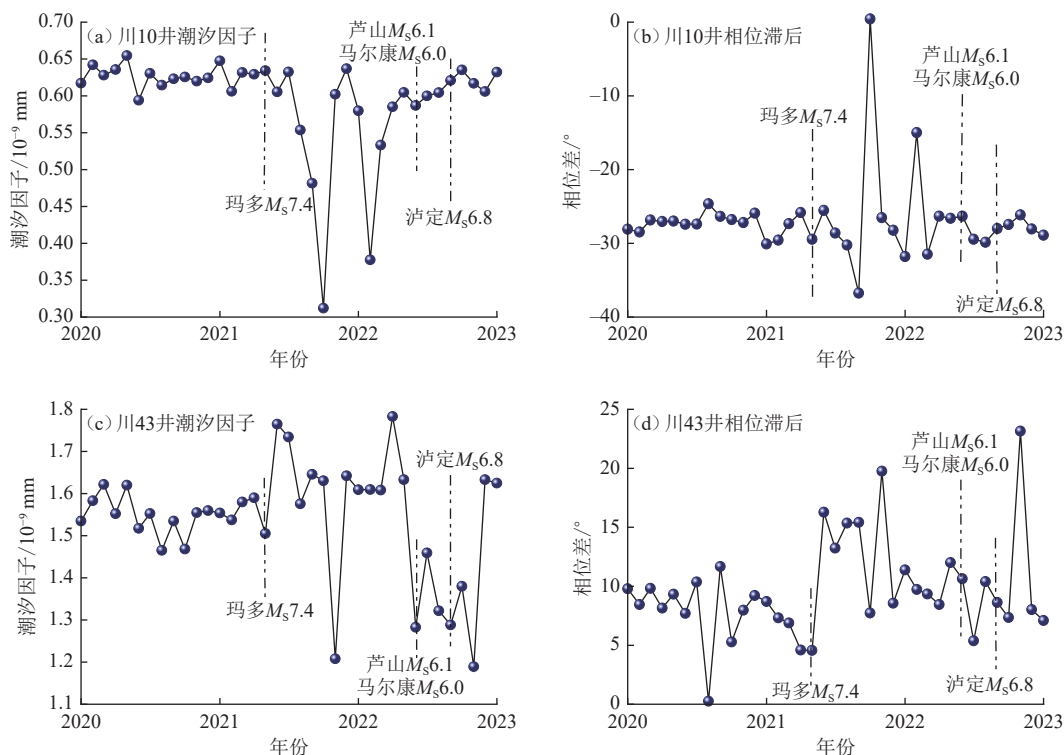 (a) 川10井潮汐因子
芦山Mₛ6.1
马尔康Mₛ6.0
玛多Mₛ7.4
泸定Mₛ6.8
潮汐因子/10⁻⁹ mm
0.70
0.65
0.60
0.55
0.50
0.45
0.40
0.35
0.30
2020
2021
2022
2023
年份
(b) 川10井相位滞后
芦山Mₛ6.1
马尔康Mₛ6.0
玛多Mₛ7.4
泸定Mₛ6.8
相位差/°
0
−10
−20
−30
−40
2020
2021
2022
2023
年份
(c) 川43井潮汐因子
泸定Mₛ6.8
玛多Mₛ7.4
芦山Mₛ6.1
马尔康Mₛ6.0
潮汐因子/10⁻⁹ mm
1.8
1.7
1.6
1.5
1.4
1.3
1.2
1.1
2020
2021
2022
2023
年份
(d) 川43井相位滞后
芦山Mₛ6.1
马尔康Mₛ6.0
玛多Mₛ7.4
泸定Mₛ6.8
相位差/°
25
20
15
10
5
0
2020
2021
2022
2023
年份